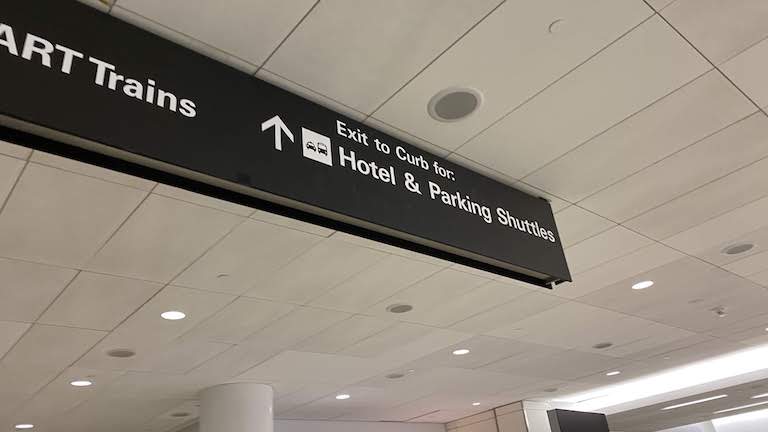 ART Trains
Exit to Curb for:
Hotel & Parking Shuttles